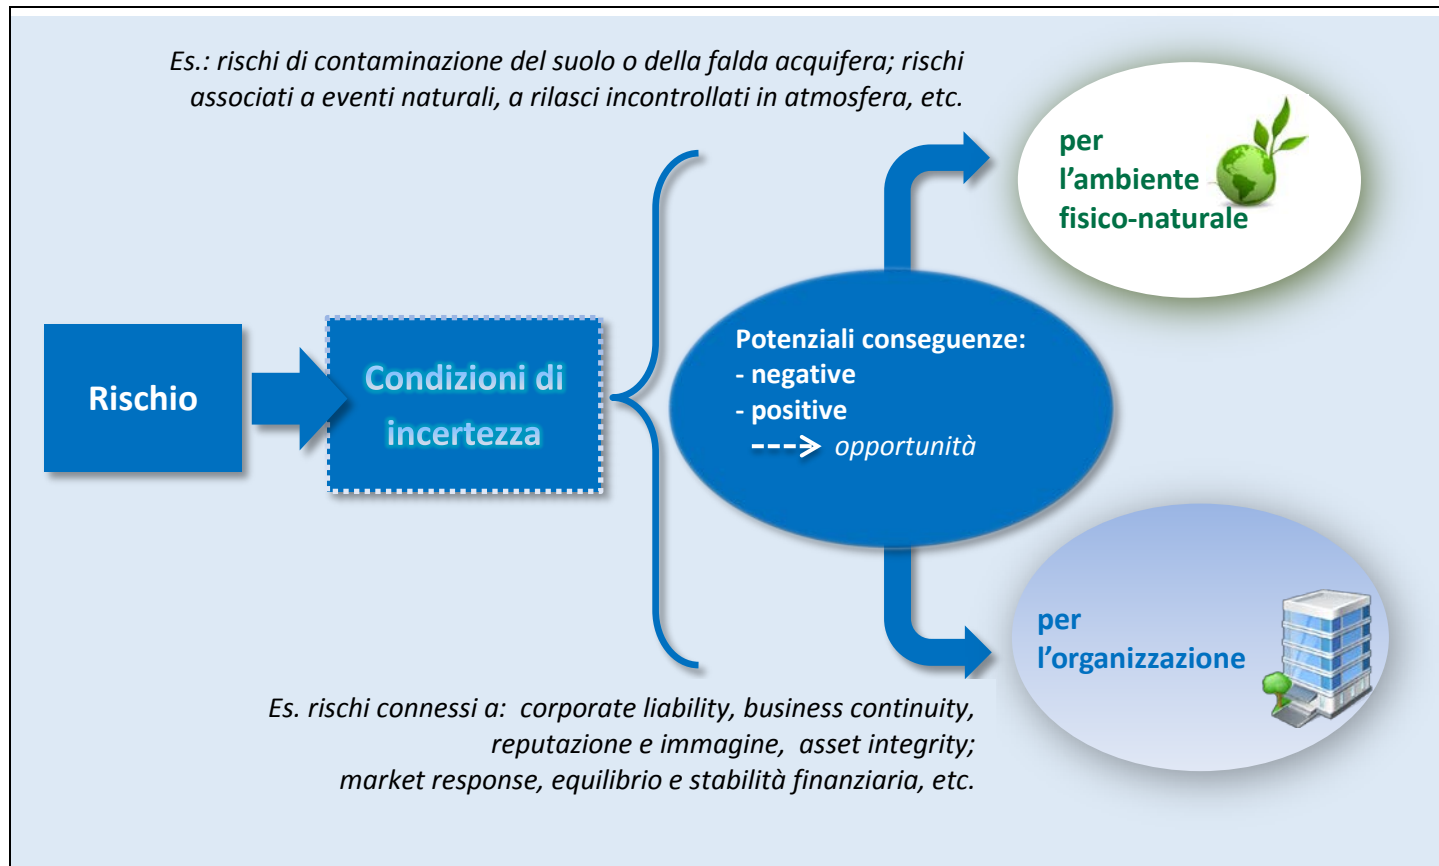 Es.: rischi di contaminazione del suolo o della falda acquifera; rischi
associati a eventi naturali, a rilasci incontrollati in atmosfera, etc.
per
l’ambiente
fisico-naturale
Rischio
Condizioni di
incertezza
Potenziali conseguenze:
- negative
- positive
opportunità
per
l’organizzazione
Es. rischi connessi a: corporate liability, business continuity,
reputazione e immagine, asset integrity;
market response, equilibrio e stabilità finanziaria, etc.